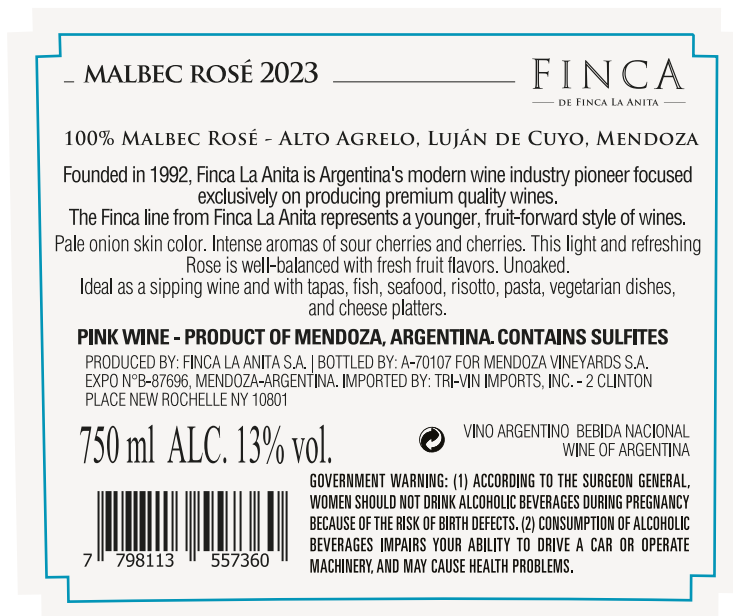 MALBEC ROSÉ 2023
FINCA
DE FINCA LA ANITA
100% MALBEC ROSÉ - ALTO AGRELO, LUJÁN DE CUYO, MENDOZA
Founded in 1992, Finca La Anita is Argentina's modern wine industry pioneer focused
exclusively on producing premium quality wines.
The Finca line from Finca La Anita represents a younger, fruit-forward style of wines.
Pale onion skin color. Intense aromas of sour cherries and cherries. This light and refreshing
Rose is well-balanced with fresh fruit flavors. Unoaked.
Ideal as a sipping wine and with tapas, fish, seafood, risotto, pasta, vegetarian dishes,
and cheese platters.
PINK WINE - PRODUCT OF MENDOZA, ARGENTINA. CONTAINS SULFITES
PRODUCED BY: FINCA LA ANITA S.A. | BOTTLED BY: A-70107 FOR MENDOZA VINEYARDS S.A.
EXPO N°B-87696, MENDOZA-ARGENTINA. IMPORTED BY: TRI-VIN IMPORTS, INC. - 2 CLINTON
PLACE NEW ROCHELLE NY 10801
750 ml ALC. 13% vol.
VINO ARGENTINO BEBIDA NACIONAL
WINE OF ARGENTINA
GOVERNMENT WARNING: (1) ACCORDING TO THE SURGEON GENERAL,
WOMEN SHOULD NOT DRINK ALCOHOLIC BEVERAGES DURING PREGNANCY
BECAUSE OF THE RISK OF BIRTH DEFECTS. (2) CONSUMPTION OF ALCOHOLIC
BEVERAGES IMPAIRS YOUR ABILITY TO DRIVE A CAR OR OPERATE
MACHINERY, AND MAY CAUSE HEALTH PROBLEMS.
7 798113 557360